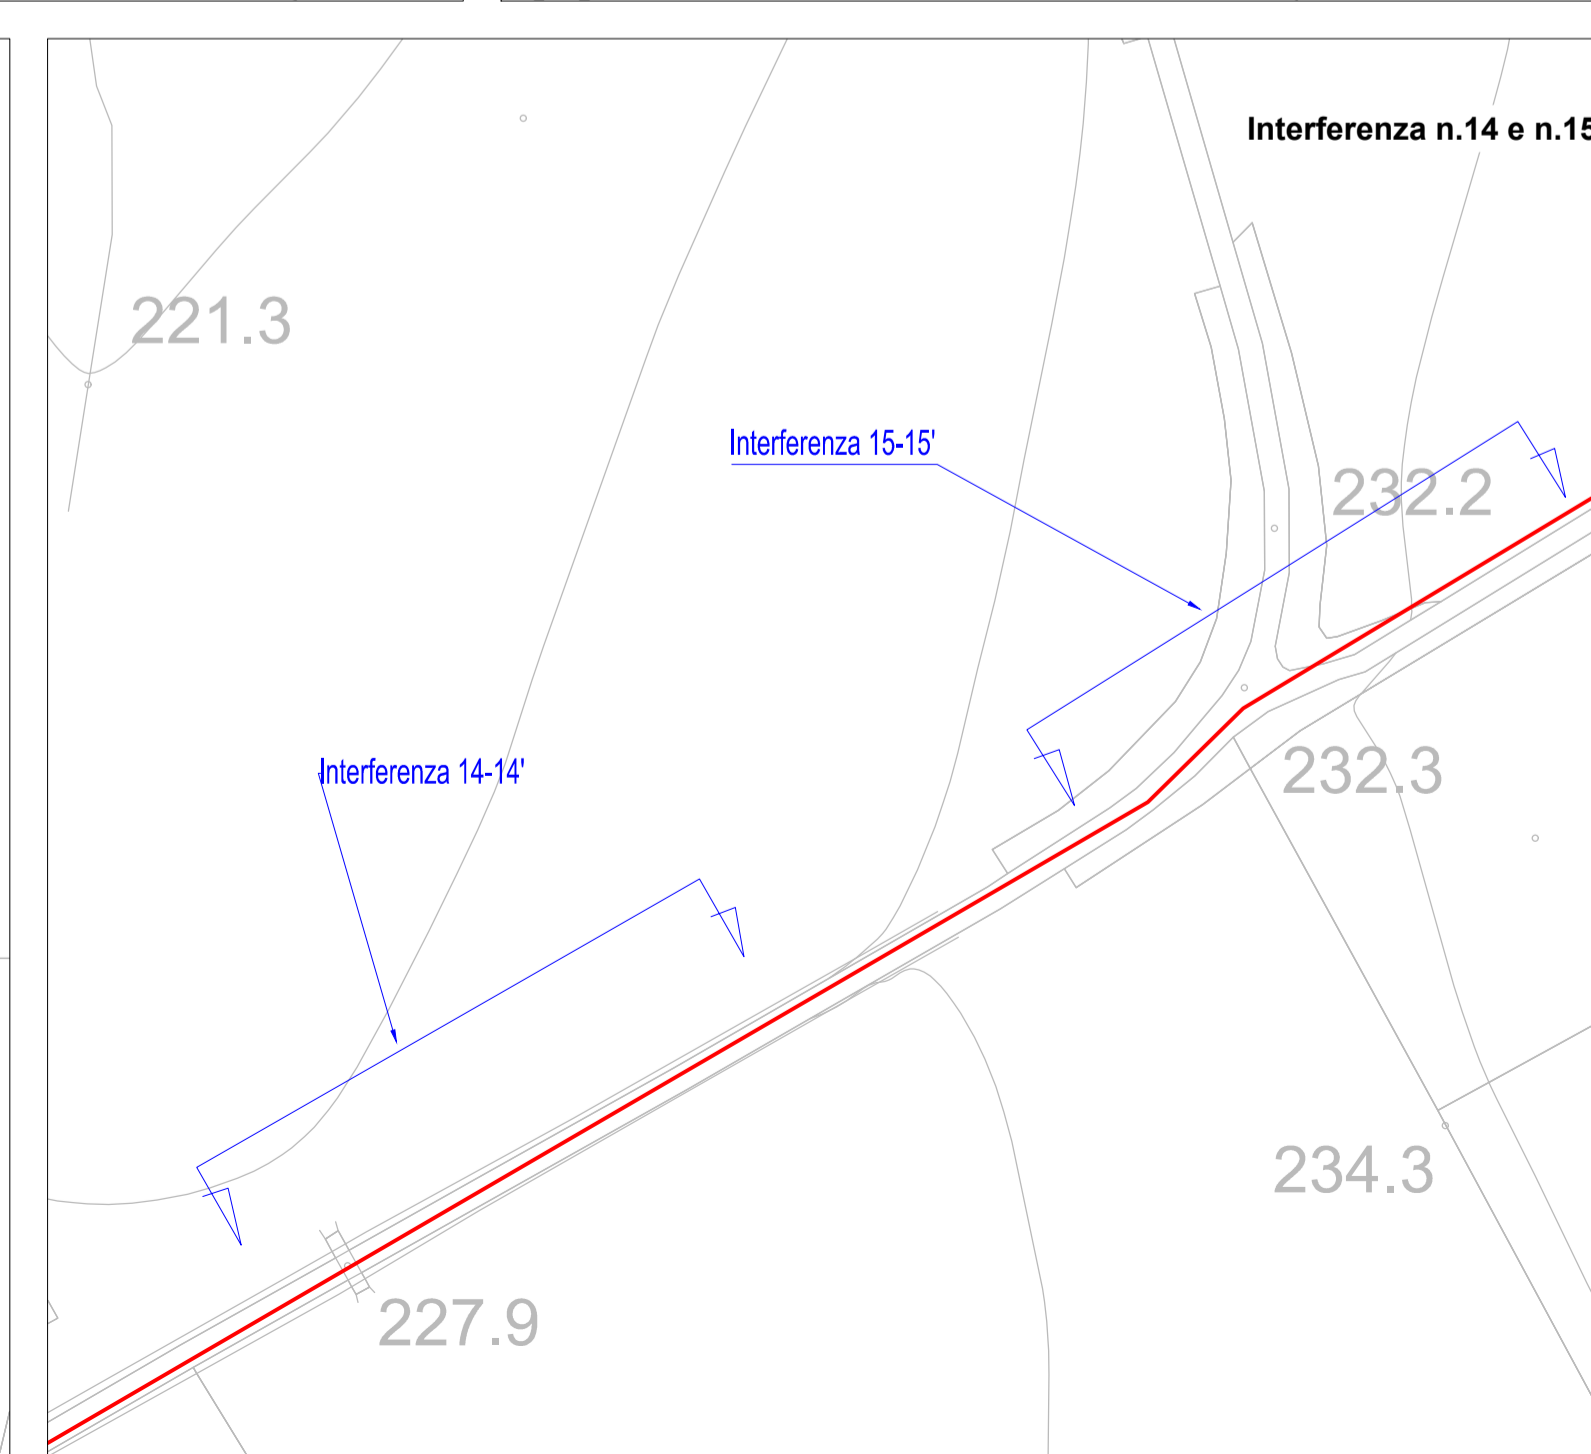 Interferenza n.14 e n.15
221.3
Interferenza 15-15'
232.2
Interferenza 14-14'
232.3
234.3
227.9